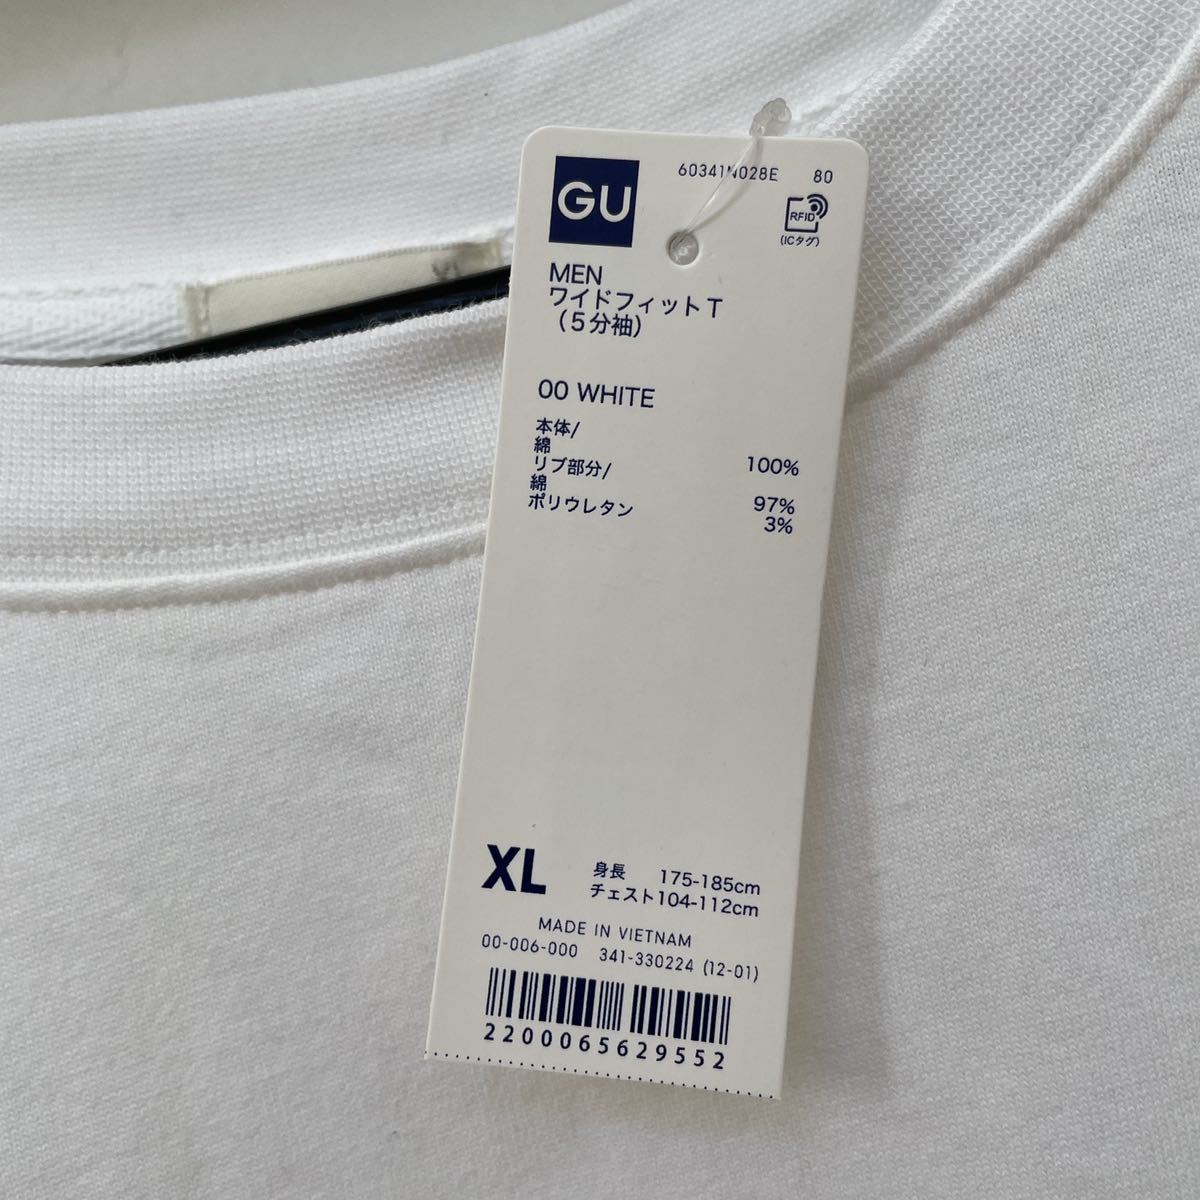 60341N028E 80
GU
RFID
(ICタグ)
MEN
ワイドフィットT
(5分袖)
00 WHITE
本体/
綿 100%
リブ部分/
綿 97%
ポリウレタン 3%
XL 身長 175-185cm
チェスト104-112cm
MADE IN VIETNAM
00-006-000 341-330224 (12-01)
2200065629552